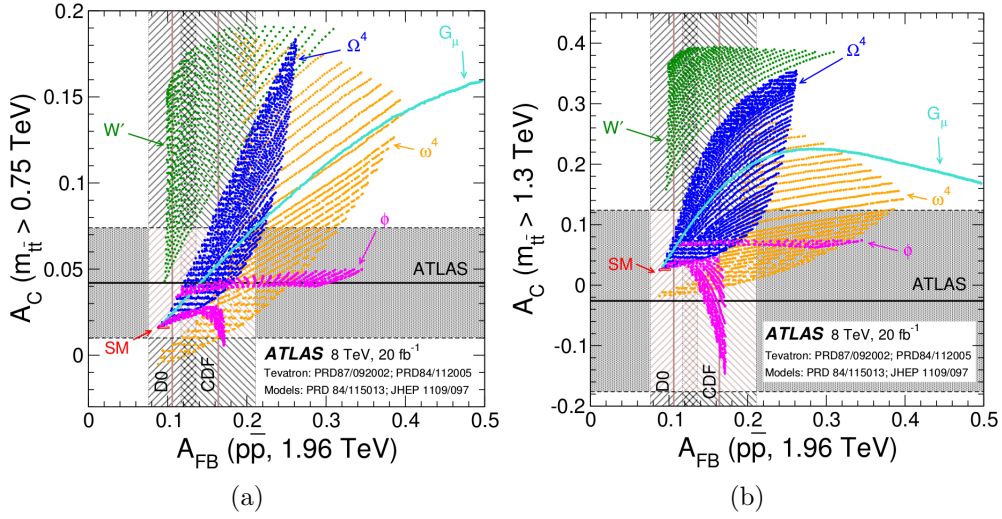 0.2
0.15
0.1
0.05
0
A_C (m_tt̄ > 0.75 TeV)
W′
Ω⁴
G_μ
ω⁴
ϕ
ATLAS
SM
D0
CDF
ATLAS 8 TeV, 20 fb⁻¹
Tevatron: PRD87/092002; PRD84/112005
Models: PRD 84/115013; JHEP 1109/097
0 0.1 0.2 0.3 0.4 0.5
A_FB (pp̄, 1.96 TeV)
(a)
0.4
0.3
0.2
0.1
0
-0.1
-0.2
A_C (m_tt̄ > 1.3 TeV)
W′
Ω⁴
G_μ
ω⁴
ϕ
SM
ATLAS
D0
CDF
ATLAS 8 TeV, 20 fb⁻¹
Tevatron: PRD87/092002; PRD84/112005
Models: PRD 84/115013; JHEP 1109/097
0 0.1 0.2 0.3 0.4 0.5
A_FB (pp̄, 1.96 TeV)
(b)